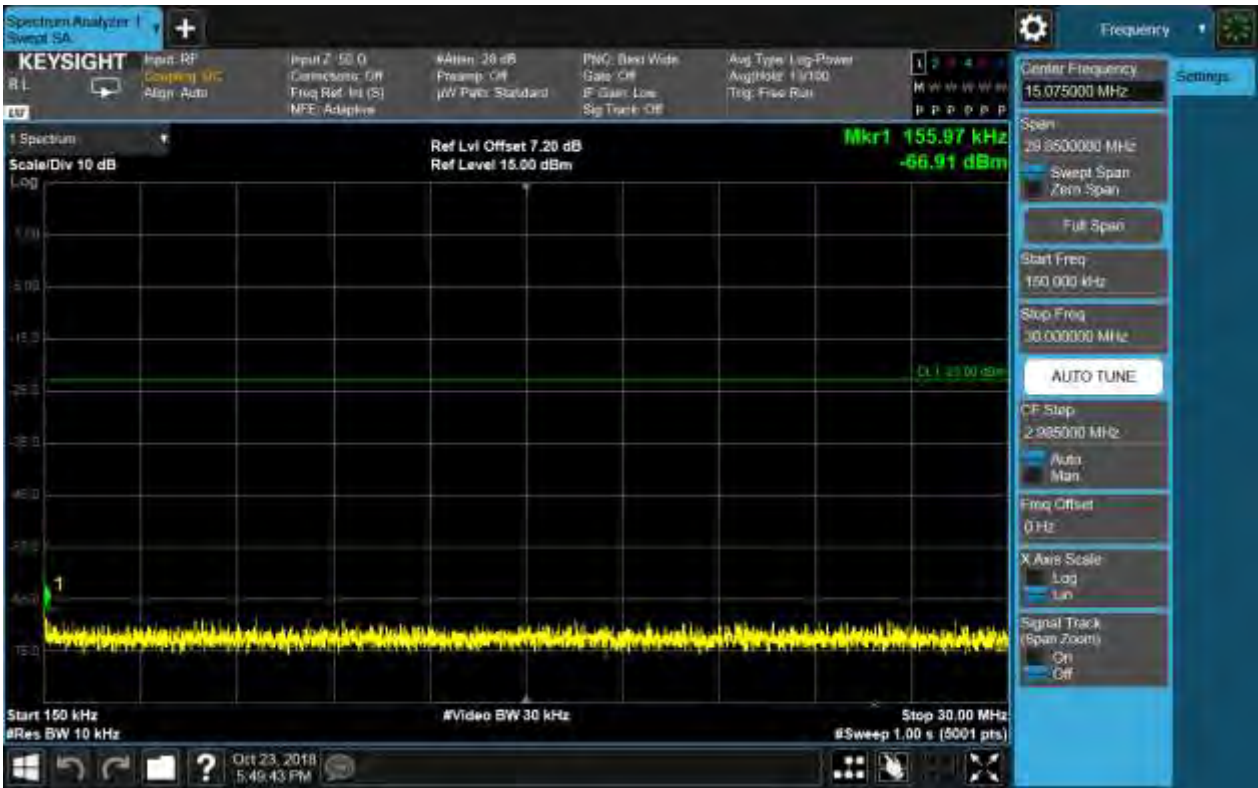 Spectrum Analyzer 1
Swept SA
Frequency
KEYSIGHT
Input: RF
Coupling: DC
Align: Auto
Input Z: 50 Ω
Corrections: Off
Freq Ref: Int (S)
NFE: Adaptive
#Atten: 20 dB
Preamp: Off
µW Path: Standard
PNO: Best Wide
Gate: Off
IF Gain: Low
Sig Track: Off
Avg Type: Log-Power
Trig: Free Run
M W W W W W
P P P P P P
1 Spectrum
Scale/Div 10 dB
Log
Ref Lvl Offset 7.20 dB
Ref Level 15.00 dBm
Mkr1 155.97 kHz
-66.91 dBm
1
Start 150 kHz
#Res BW 10 kHz
#Video BW 30 kHz
Stop 30.00 MHz
#Sweep 1.00 s (5001 pts)
Oct 23, 2018
5:49:43 PM
Center Frequency
15.075000 MHz
Settings
Span
29.8500000 MHz
Swept Span
Zero Span
Full Span
Start Freq
150.000 kHz
Stop Freq
30.000000 MHz
AUTO TUNE
CF Step
2.985000 MHz
Auto
Man
Freq Offset
0 Hz
X Axis Scale
Log
Lin
Signal Track
(Span Zoom)
On
Off